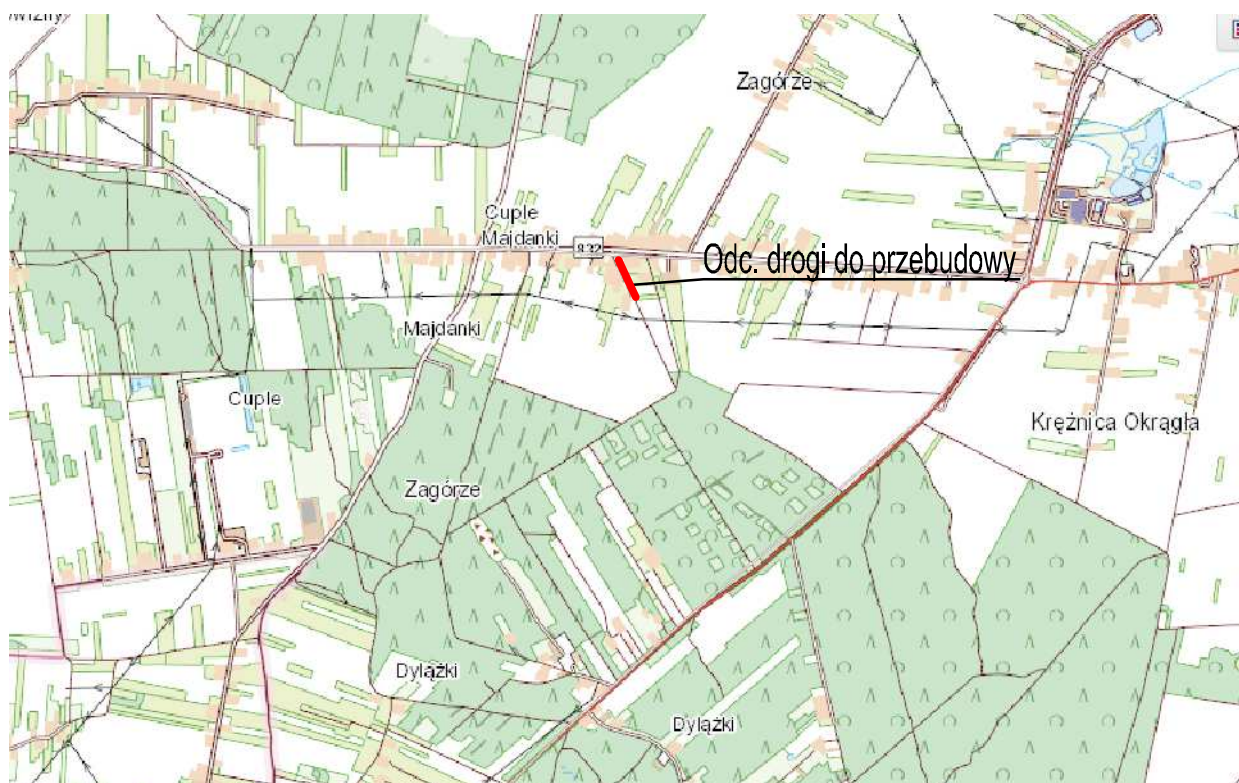 Zagórze
Cuple
Majdanki
832
Odc. drogi do przebudowy
Majdanki
Cuple
Krężnica Okrągła
Zagórze
Dylążki
Dylążki